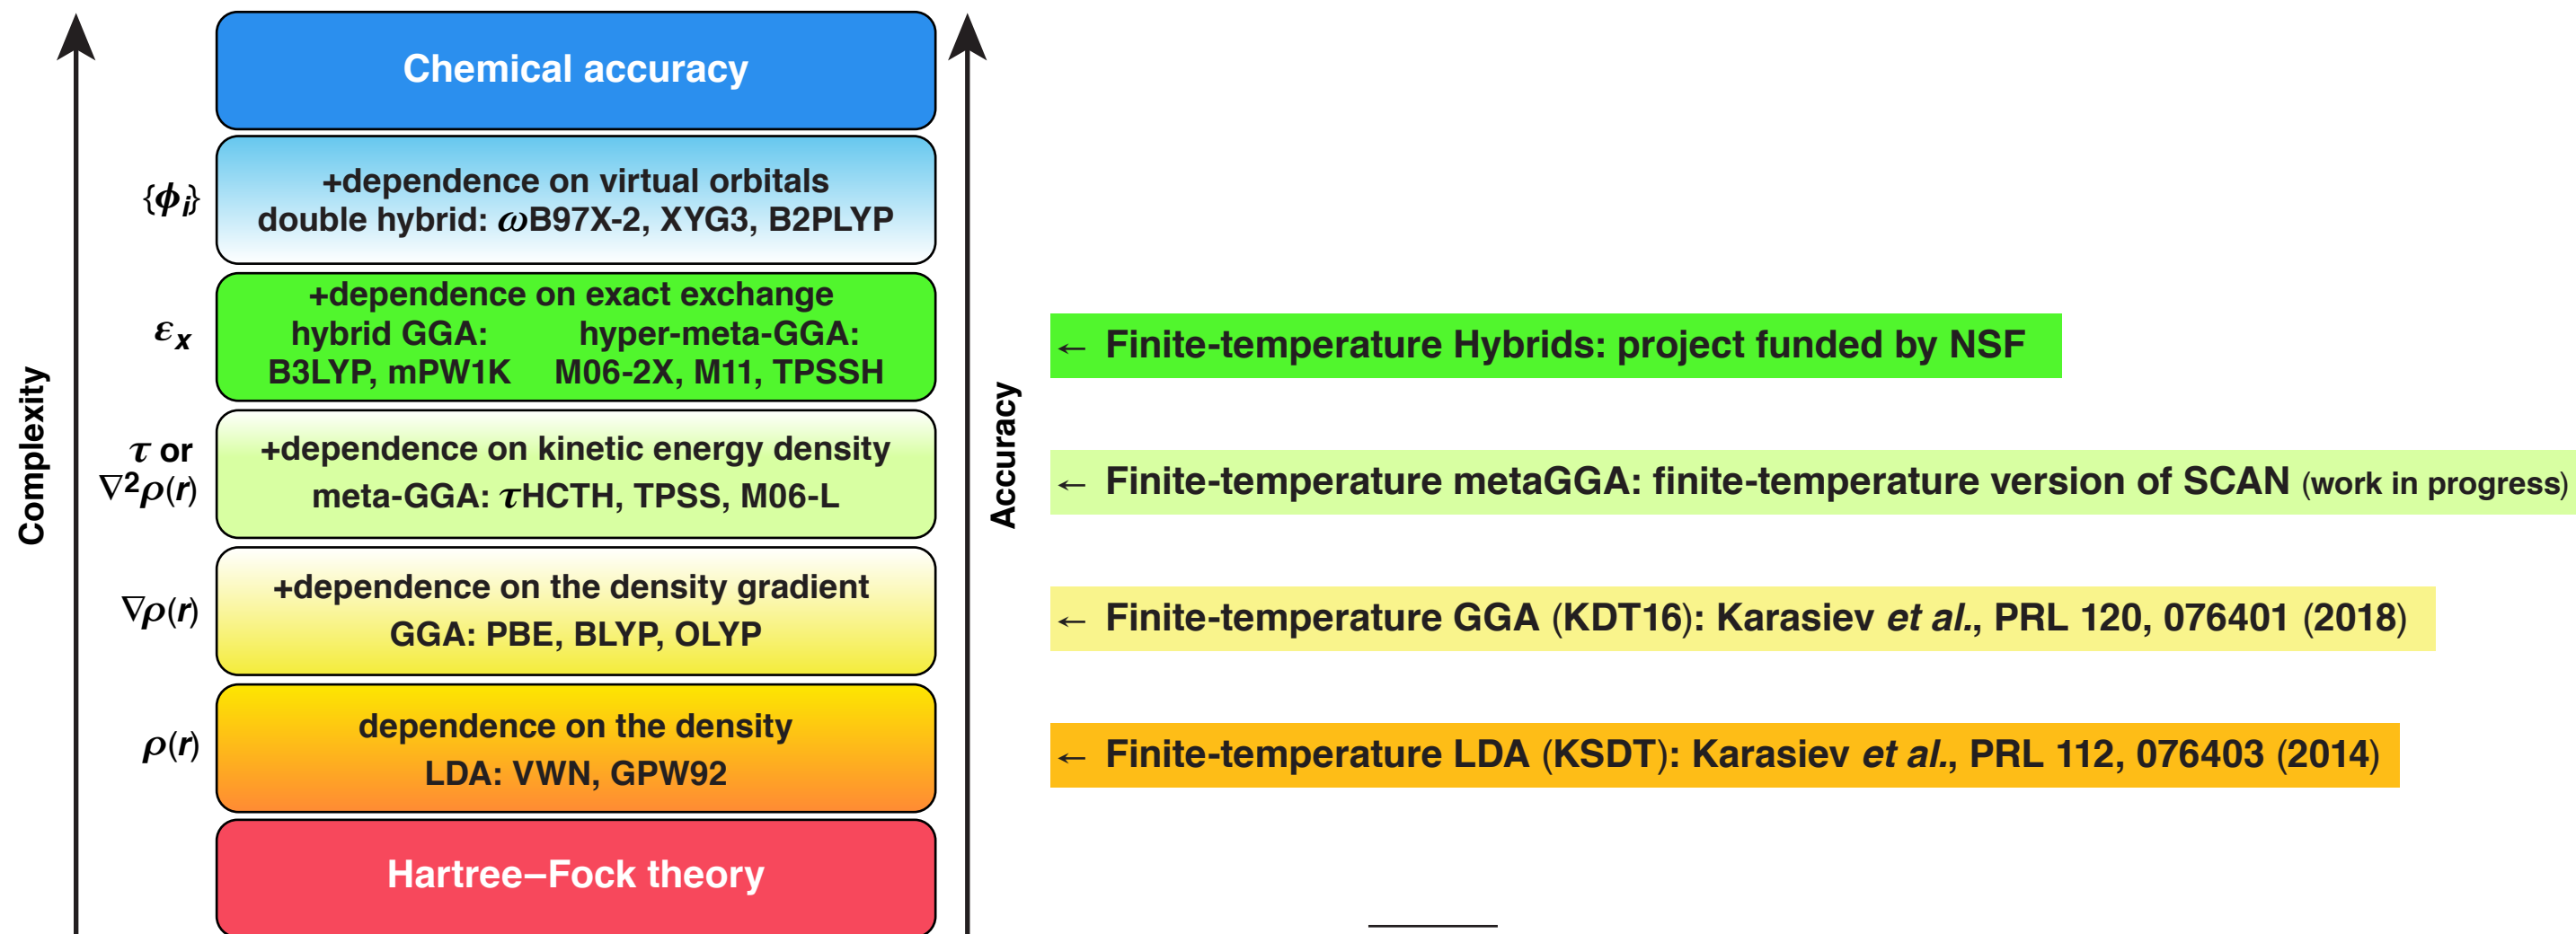 Complexity
Chemical accuracy
{ϕi}
+dependence on virtual orbitals
double hybrid: ωB97X-2, XYG3, B2PLYP
εx
+dependence on exact exchange
hybrid GGA: hyper-meta-GGA:
B3LYP, mPW1K M06-2X, M11, TPSSH
τ or
∇2ρ(r)
+dependence on kinetic energy density
meta-GGA: τHCTH, TPSS, M06-L
∇ρ(r)
+dependence on the density gradient
GGA: PBE, BLYP, OLYP
ρ(r)
dependence on the density
LDA: VWN, GPW92
Hartree–Fock theory
Accuracy
← Finite-temperature Hybrids: project funded by NSF
← Finite-temperature metaGGA: finite-temperature version of SCAN (work in progress)
← Finite-temperature GGA (KDT16): Karasiev et al., PRL 120, 076401 (2018)
← Finite-temperature LDA (KSDT): Karasiev et al., PRL 112, 076403 (2014)